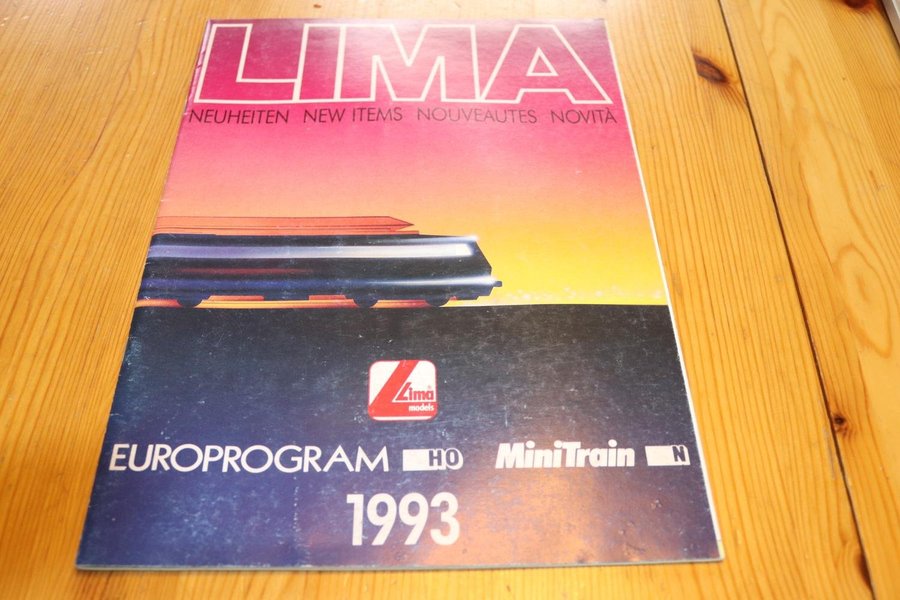 LIMA
NEUHEITEN NEW ITEMS NOUVEAUTES NOVITÀ
Lima
models
EUROPROGRAM HO MiniTrain N
1993